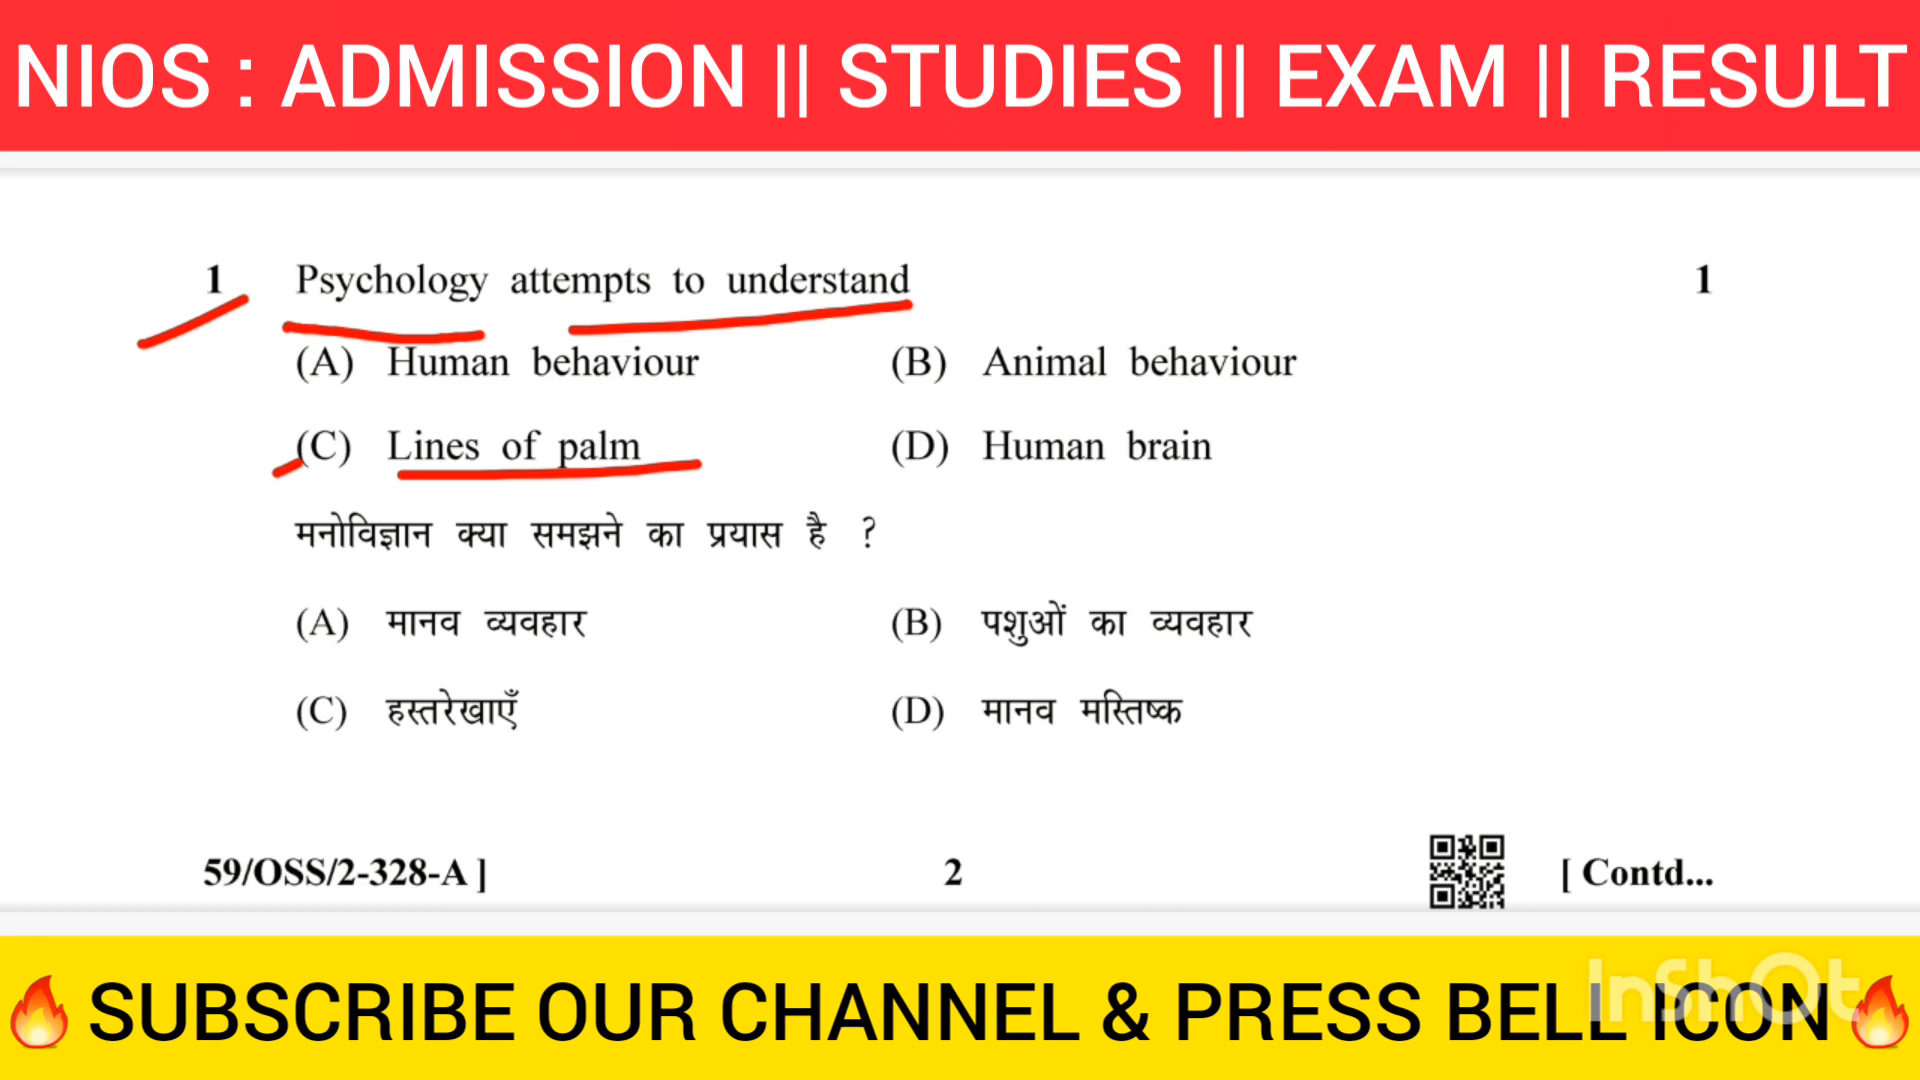 NIOS : ADMISSION || STUDIES || EXAM || RESULT
1 Psychology attempts to understand 1
(A) Human behaviour (B) Animal behaviour
(C) Lines of palm (D) Human brain
मनोविज्ञान क्या समझने का प्रयास है ?
(A) मानव व्यवहार (B) पशुओं का व्यवहार
(C) हस्तरेखाएँ (D) मानव मस्तिष्क
59/OSS/2-328-A ] 2 [ Contd...
InShOt
🔥 SUBSCRIBE OUR CHANNEL & PRESS BELL ICON 🔥